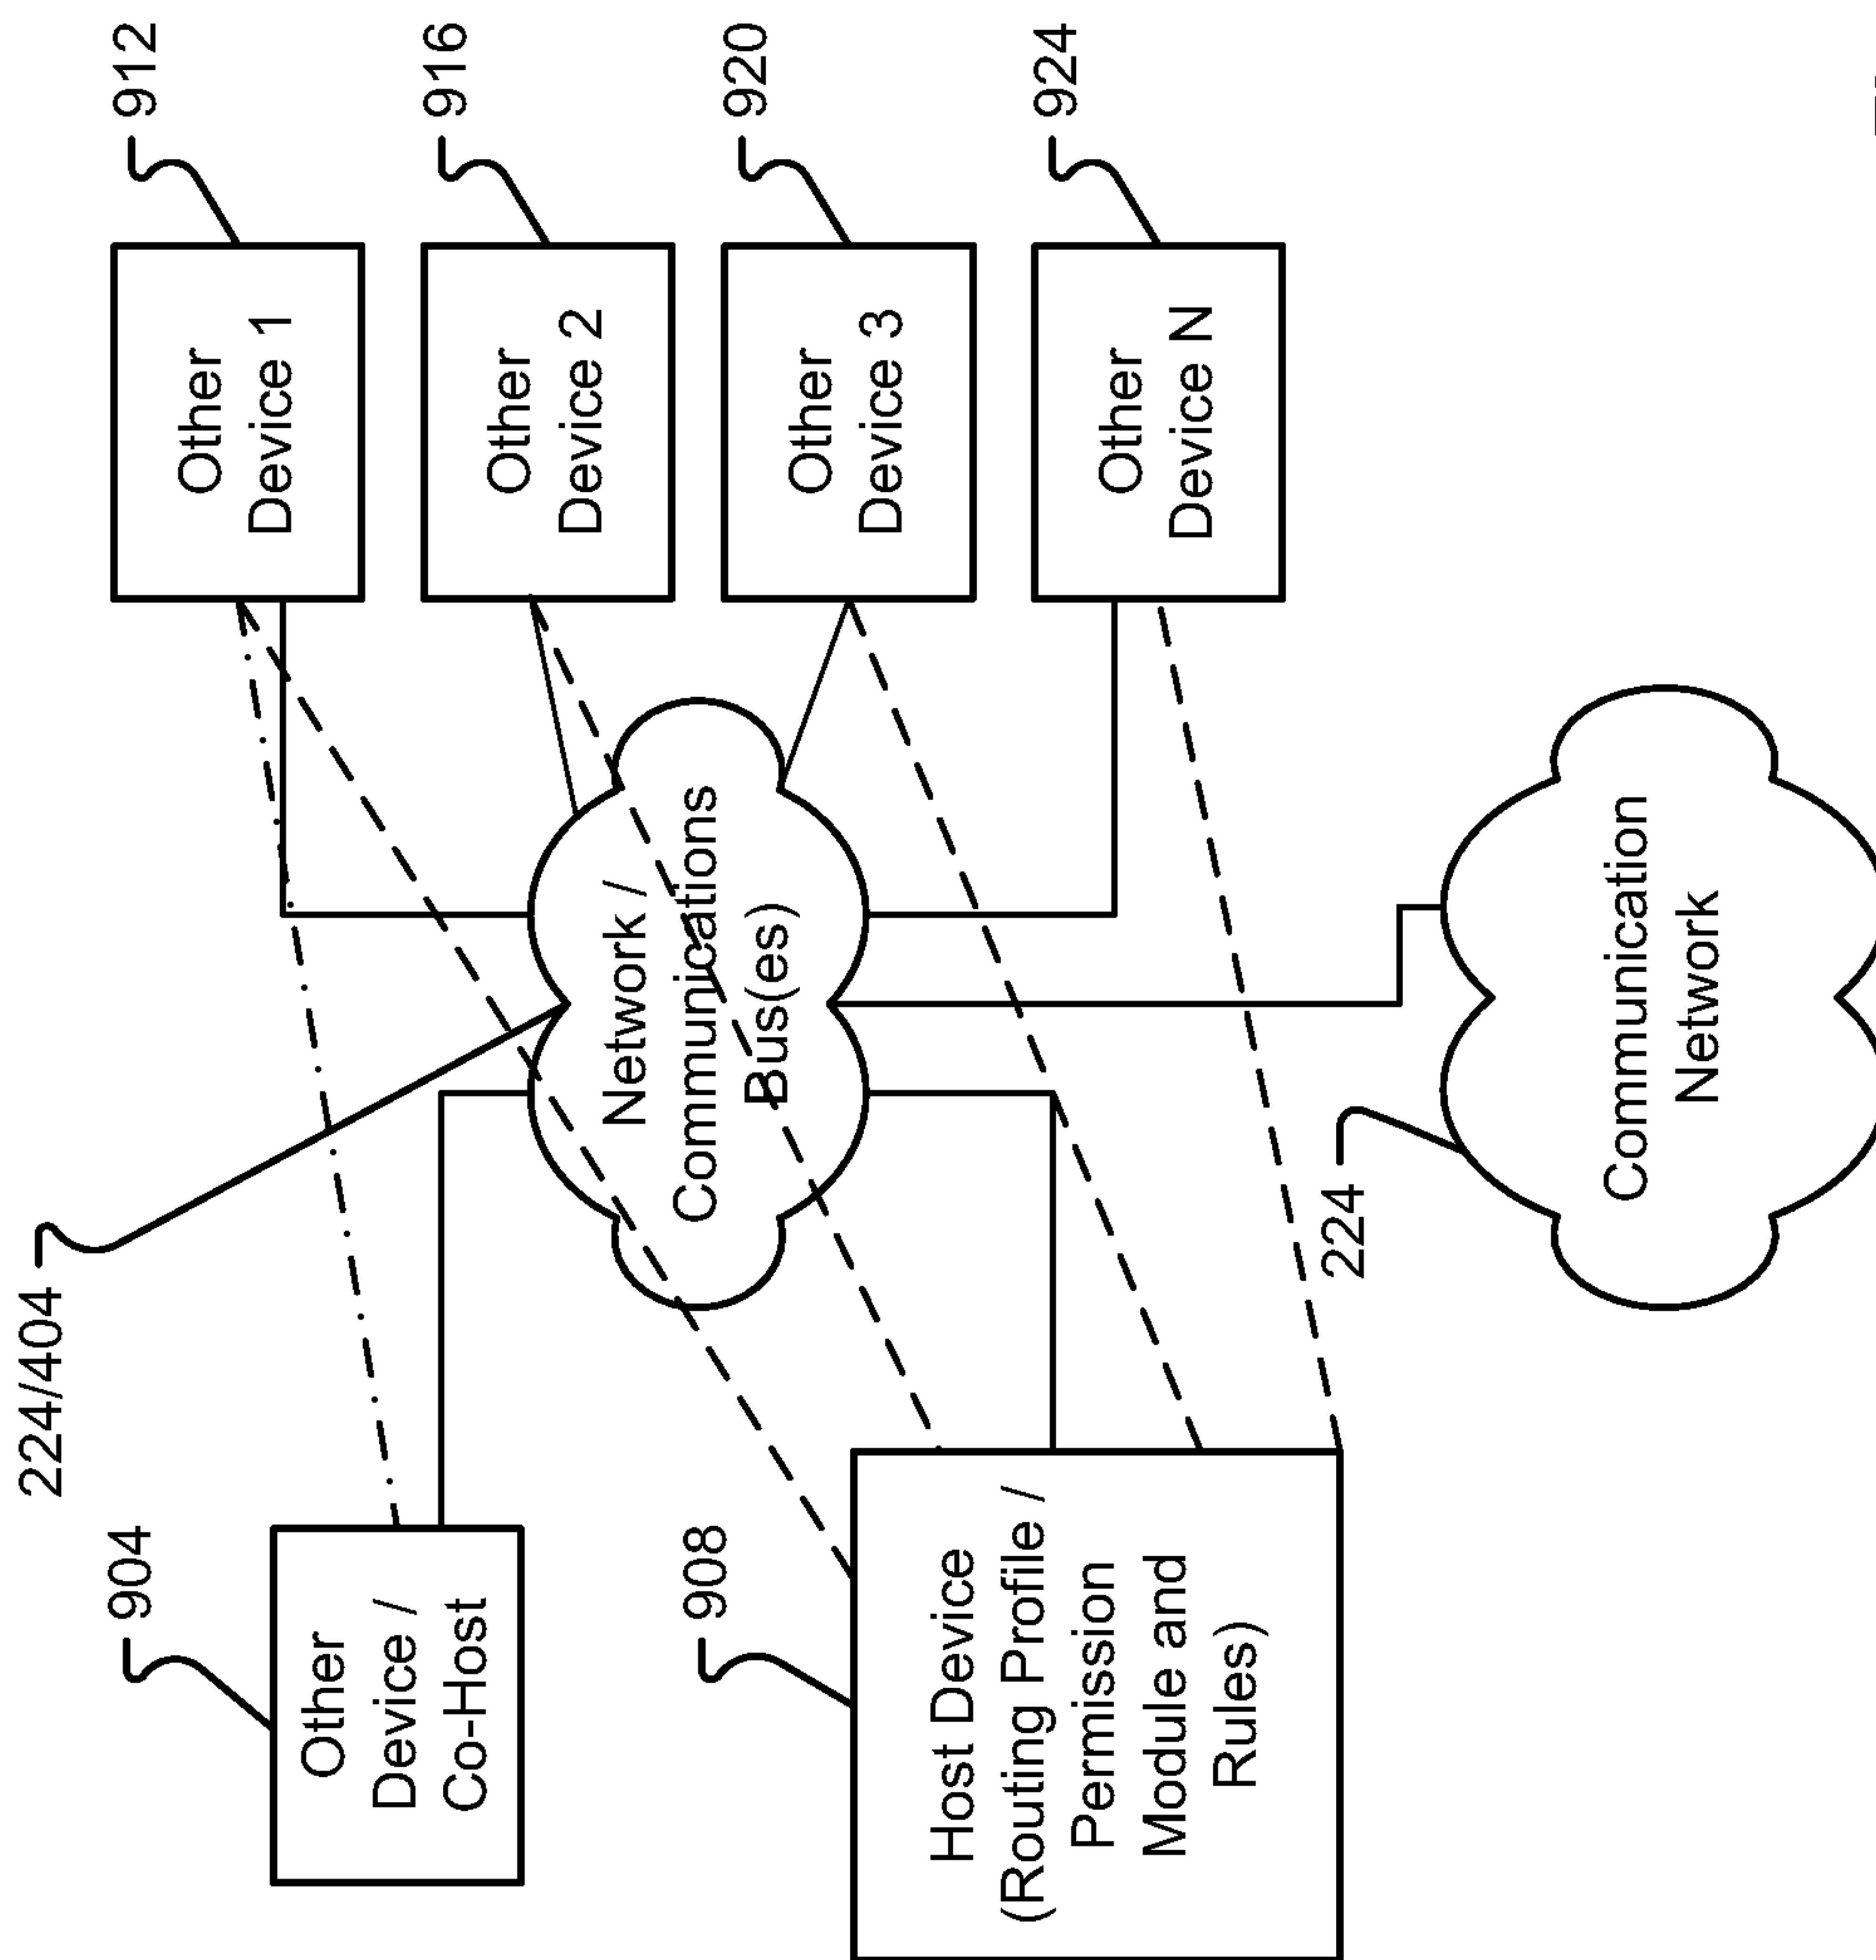 224/404
904
Other
Device /
Co-Host
908
Host Device
(Routing Profile /
Permission
Module and
Rules)
Network /
Communications
Bus(es)
912
Other
Device 1
916
Other
Device 2
920
Other
Device 3
924
Other
Device N
224
Communication
Network